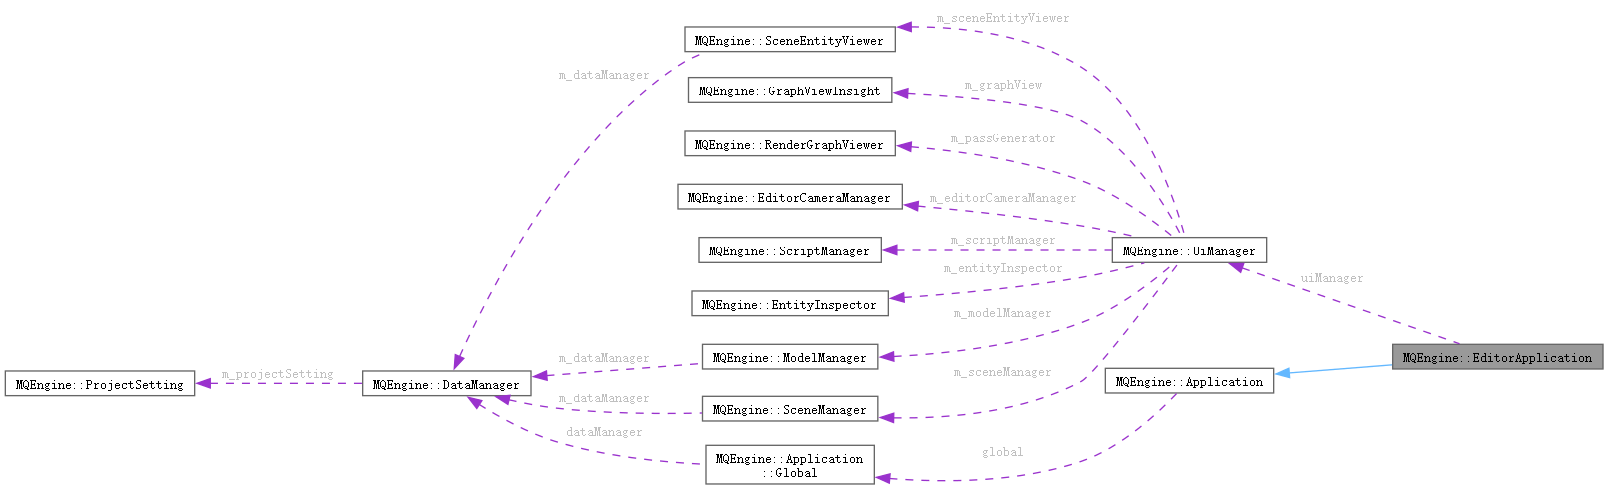 m_sceneEntityViewer
MQEngine::SceneEntityViewer
m_dataManager
m_graphView
MQEngine::GraphViewInsight
m_passGenerator
MQEngine::RenderGraphViewer
MQEngine::EditorCameraManager
m_editorCameraManager
m_scriptManager
MQEngine::ScriptManager
MQEngine::UiManager
m_entityInspector
uiManager
MQEngine::EntityInspector
m_modelManager
m_dataManager
MQEngine::ModelManager
MQEngine::EditorApplication
m_projectSetting
m_sceneManager
MQEngine::ProjectSetting
MQEngine::DataManager
MQEngine::Application
m_dataManager
MQEngine::SceneManager
dataManager
global
MQEngine::Application
::Global